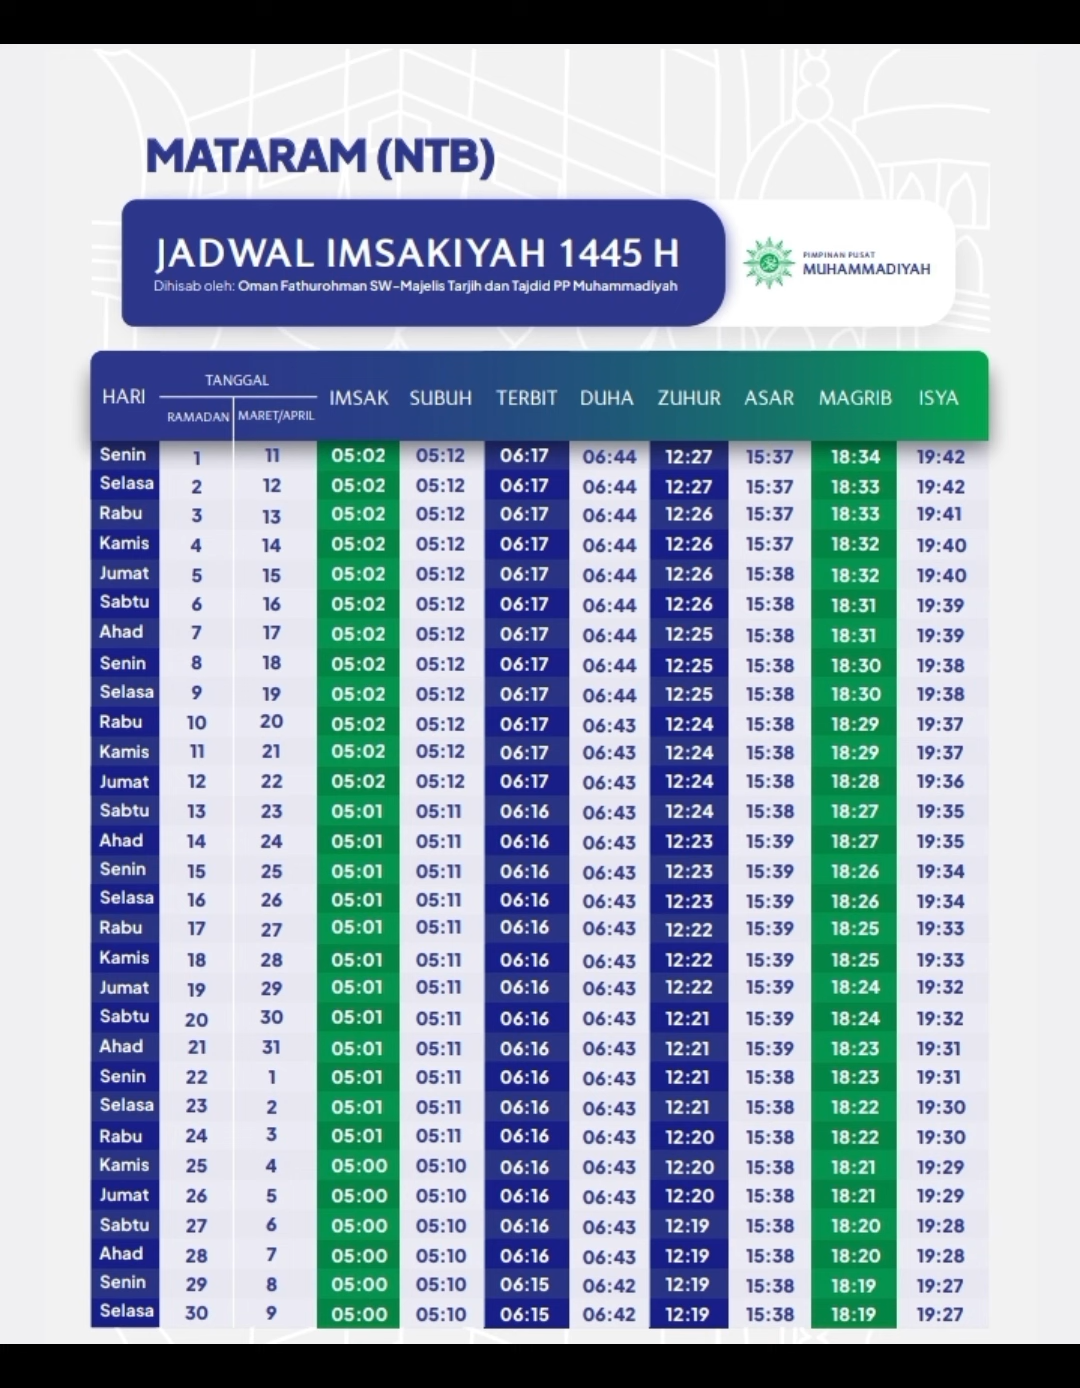 MATARAM (NTB)
JADWAL IMSAKIYAH 1445 H
Dihisab oleh: Oman Fathurohman SW-Majelis Tarjih dan Tajdid PP Muhammadiyah
PIMPINAN PUSAT
MUHAMMADIYAH
HARI TANGGAL IMSAK SUBUH TERBIT DUHA ZUHUR ASAR MAGRIB ISYA
RAMADAN MARET/APRIL
Senin 1 11 05:02 05:12 06:17 06:44 12:27 15:37 18:34 19:42
Selasa 2 12 05:02 05:12 06:17 06:44 12:27 15:37 18:33 19:42
Rabu 3 13 05:02 05:12 06:17 06:44 12:26 15:37 18:33 19:41
Kamis 4 14 05:02 05:12 06:17 06:44 12:26 15:37 18:32 19:40
Jumat 5 15 05:02 05:12 06:17 06:44 12:26 15:38 18:32 19:40
Sabtu 6 16 05:02 05:12 06:17 06:44 12:26 15:38 18:31 19:39
Ahad 7 17 05:02 05:12 06:17 06:44 12:25 15:38 18:31 19:39
Senin 8 18 05:02 05:12 06:17 06:44 12:25 15:38 18:30 19:38
Selasa 9 19 05:02 05:12 06:17 06:44 12:25 15:38 18:30 19:38
Rabu 10 20 05:02 05:12 06:17 06:43 12:24 15:38 18:29 19:37
Kamis 11 21 05:02 05:12 06:17 06:43 12:24 15:38 18:29 19:37
Jumat 12 22 05:02 05:12 06:17 06:43 12:24 15:38 18:28 19:36
Sabtu 13 23 05:01 05:11 06:16 06:43 12:24 15:38 18:27 19:35
Ahad 14 24 05:01 05:11 06:16 06:43 12:23 15:39 18:27 19:35
Senin 15 25 05:01 05:11 06:16 06:43 12:23 15:39 18:26 19:34
Selasa 16 26 05:01 05:11 06:16 06:43 12:23 15:39 18:26 19:34
Rabu 17 27 05:01 05:11 06:16 06:43 12:22 15:39 18:25 19:33
Kamis 18 28 05:01 05:11 06:16 06:43 12:22 15:39 18:25 19:33
Jumat 19 29 05:01 05:11 06:16 06:43 12:22 15:39 18:24 19:32
Sabtu 20 30 05:01 05:11 06:16 06:43 12:21 15:39 18:24 19:32
Ahad 21 31 05:01 05:11 06:16 06:43 12:21 15:39 18:23 19:31
Senin 22 1 05:01 05:11 06:16 06:43 12:21 15:38 18:23 19:31
Selasa 23 2 05:01 05:11 06:16 06:43 12:21 15:38 18:22 19:30
Rabu 24 3 05:01 05:11 06:16 06:43 12:20 15:38 18:22 19:30
Kamis 25 4 05:00 05:10 06:16 06:43 12:20 15:38 18:21 19:29
Jumat 26 5 05:00 05:10 06:16 06:43 12:20 15:38 18:21 19:29
Sabtu 27 6 05:00 05:10 06:16 06:43 12:19 15:38 18:20 19:28
Ahad 28 7 05:00 05:10 06:16 06:43 12:19 15:38 18:20 19:28
Senin 29 8 05:00 05:10 06:15 06:42 12:19 15:38 18:19 19:27
Selasa 30 9 05:00 05:10 06:15 06:42 12:19 15:38 18:19 19:27